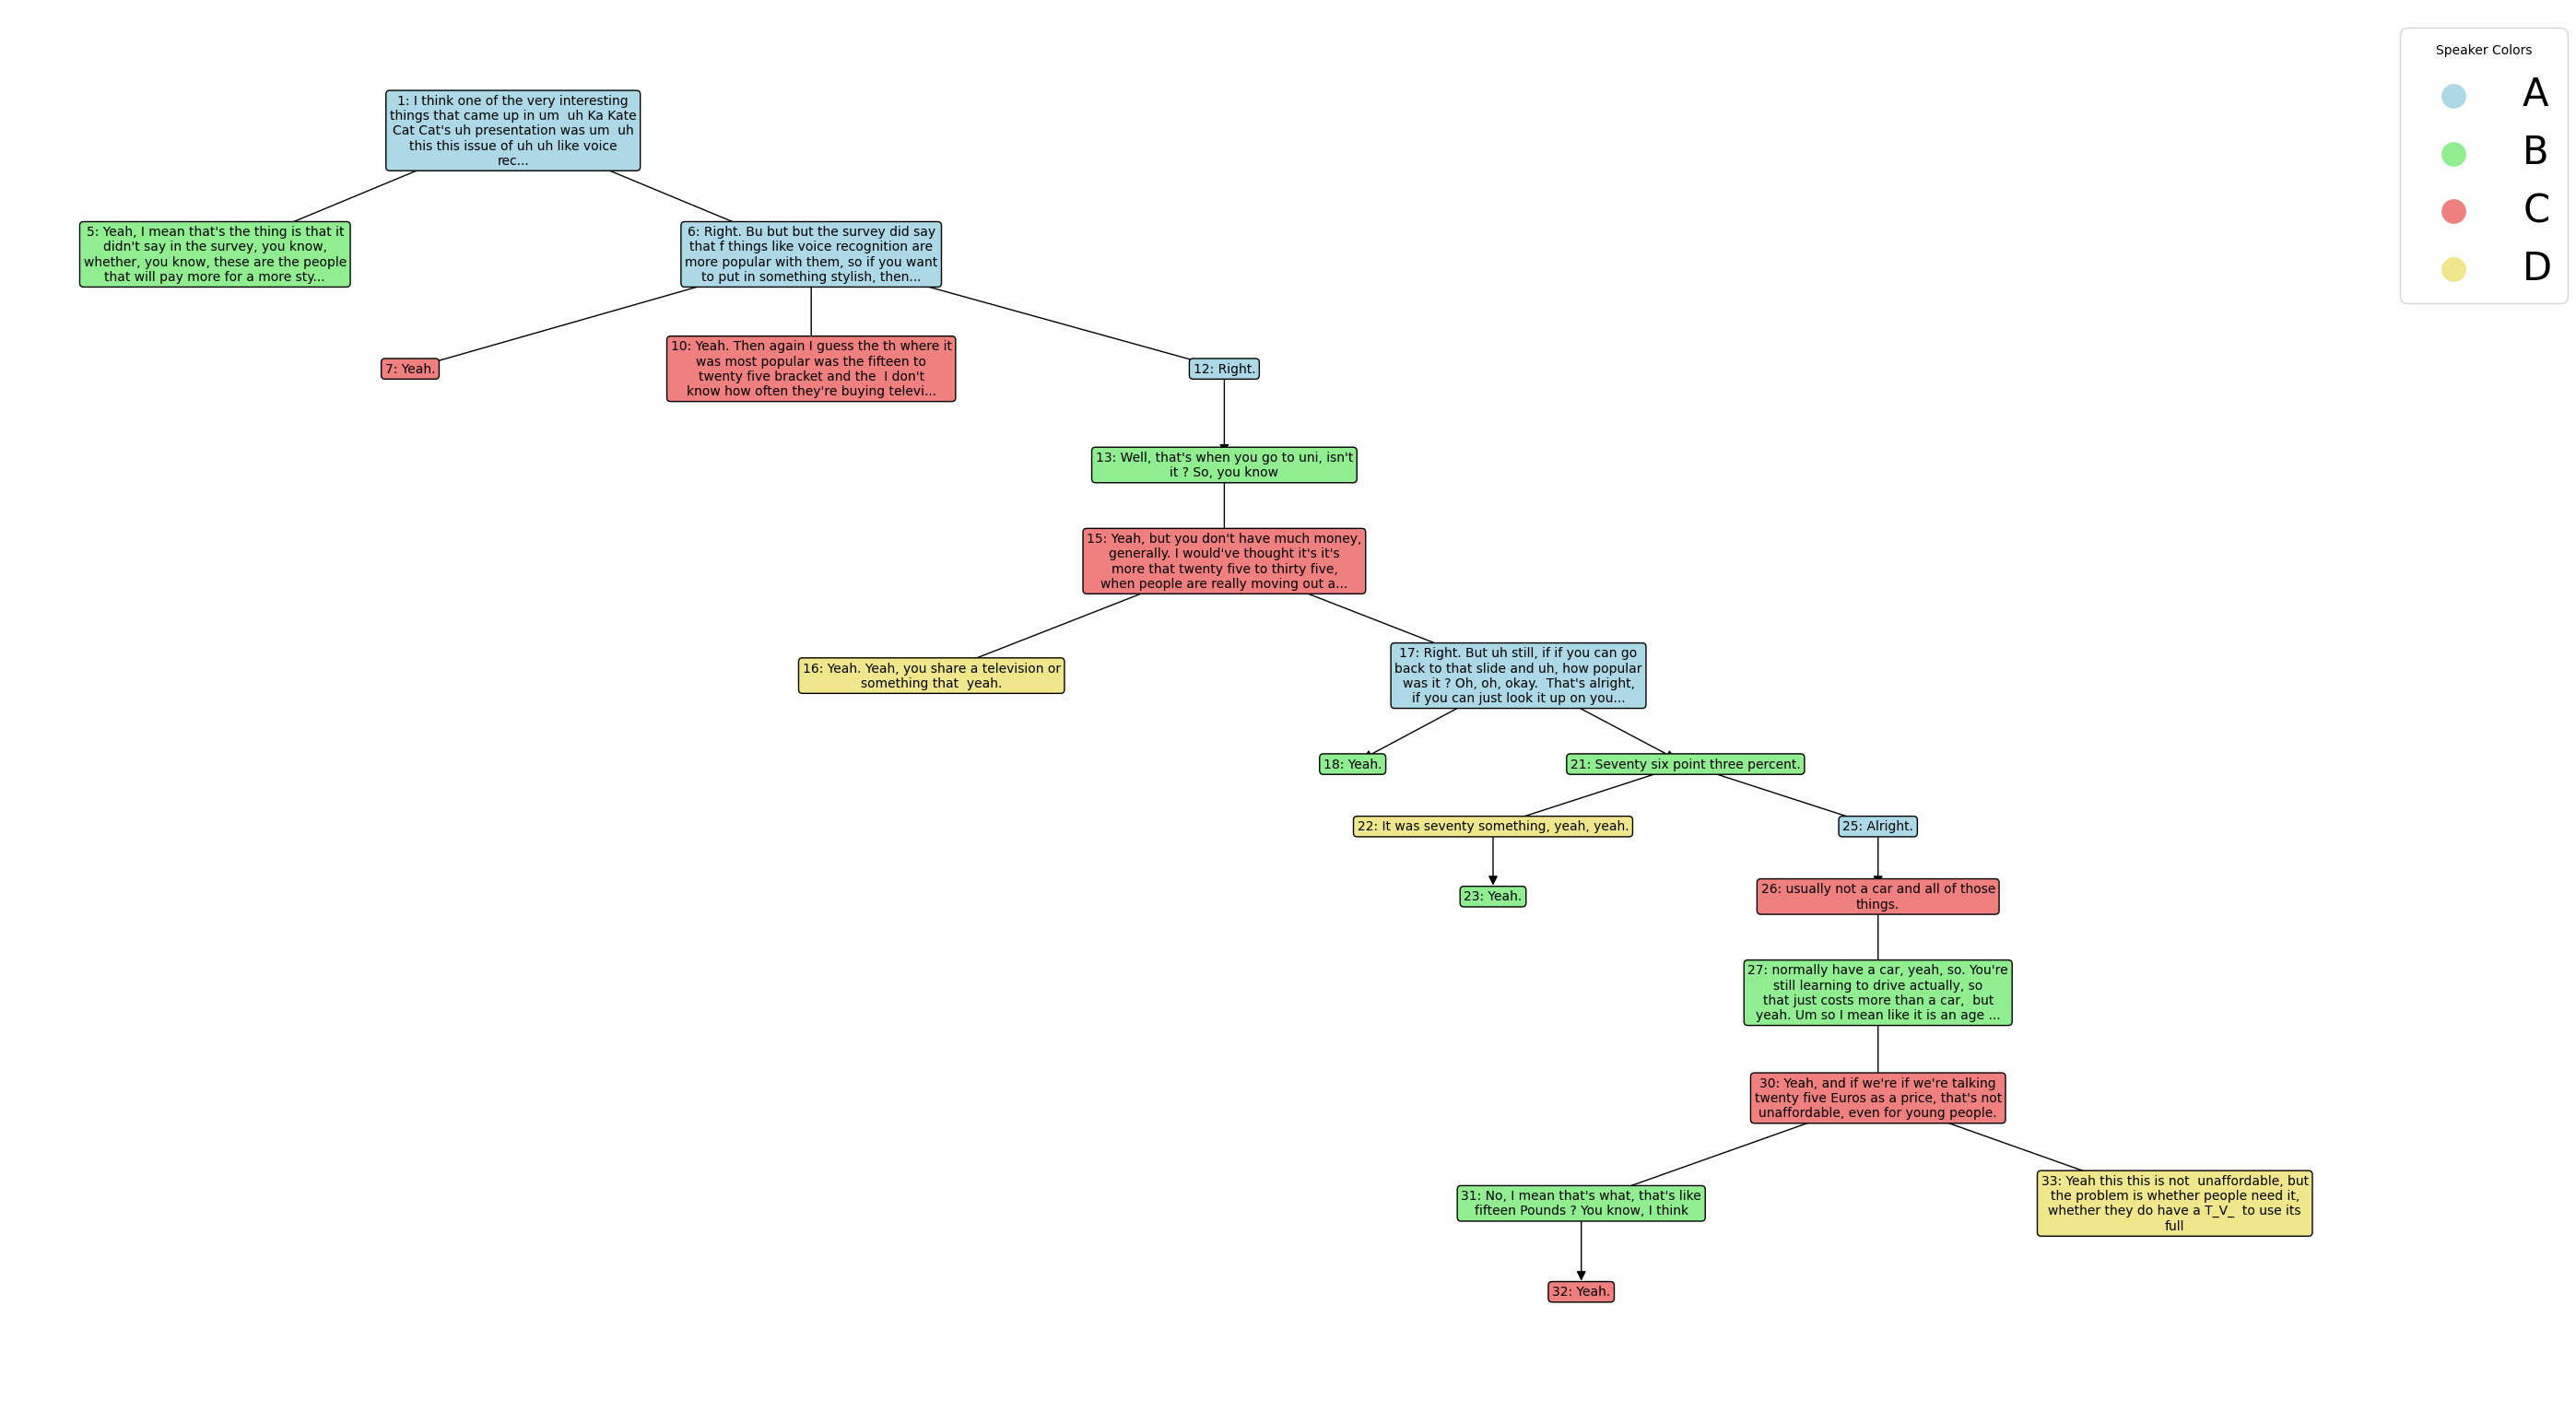 Speaker Colors
A
B
C
D
1: I think one of the very interesting
things that came up in um  uh Ka Kate
Cat Cat's uh presentation was um  uh
this this issue of uh uh like voice
rec...
5: Yeah, I mean that's the thing is that it
didn't say in the survey, you know,
whether, you know, these are the people
that will pay more for a more sty...
6: Right. Bu but but the survey did say
that f things like voice recognition are
more popular with them, so if you want
to put in something stylish, then...
7: Yeah.
10: Yeah. Then again I guess the th where it
was most popular was the fifteen to
twenty five bracket and the  I don't
know how often they're buying televi...
12: Right.
13: Well, that's when you go to uni, isn't
it ? So, you know
15: Yeah, but you don't have much money,
generally. I would've thought it's it's
more that twenty five to thirty five,
when people are really moving out a...
16: Yeah. Yeah, you share a television or
something that  yeah.
17: Right. But uh still, if if you can go
back to that slide and uh, how popular
was it ? Oh, oh, okay.  That's alright,
if you can just look it up on you...
18: Yeah.
21: Seventy six point three percent.
22: It was seventy something, yeah, yeah.
25: Alright.
23: Yeah.
26: usually not a car and all of those
things.
27: normally have a car, yeah, so. You're
still learning to drive actually, so
that just costs more than a car,  but
yeah. Um so I mean like it is an age ...
30: Yeah, and if we're if we're talking
twenty five Euros as a price, that's not
unaffordable, even for young people.
31: No, I mean that's what, that's like
fifteen Pounds ? You know, I think
33: Yeah this this is not  unaffordable, but
the problem is whether people need it,
whether they do have a T_V_  to use its
full
32: Yeah.